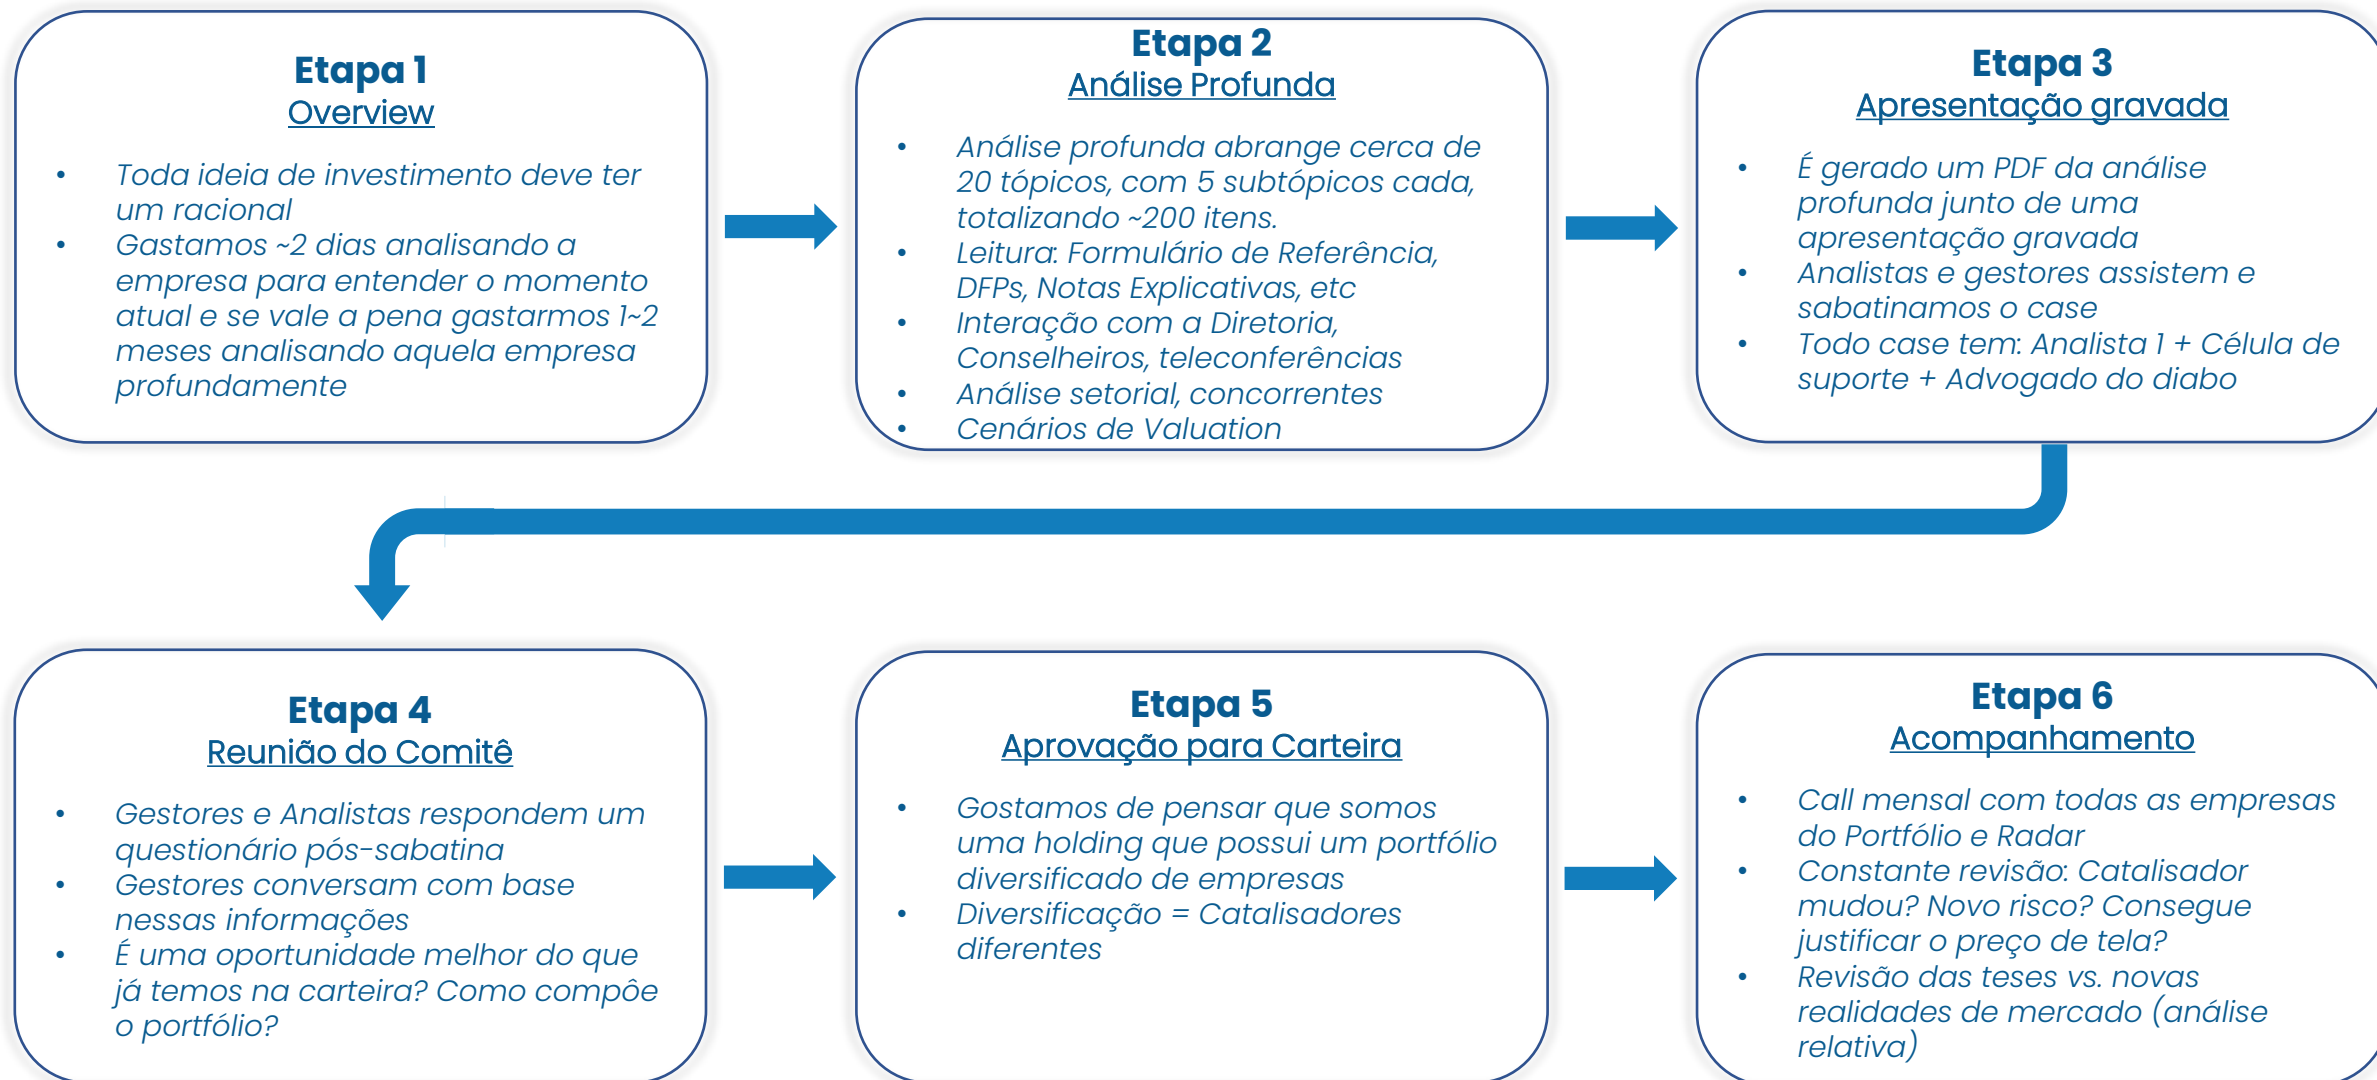 Etapa 1
Overview
• Toda ideia de investimento deve ter
um racional
• Gastamos ~2 dias analisando a
empresa para entender o momento
atual e se vale a pena gastarmos 1~2
meses analisando aquela empresa
profundamente
Etapa 2
Análise Profunda
• Análise profunda abrange cerca de
20 tópicos, com 5 subtópicos cada,
totalizando ~200 itens.
• Leitura: Formulário de Referência,
DFPs, Notas Explicativas, etc
• Interação com a Diretoria,
Conselheiros, teleconferências
• Análise setorial, concorrentes
• Cenários de Valuation
Etapa 3
Apresentação gravada
• É gerado um PDF da análise
profunda junto de uma
apresentação gravada
• Analistas e gestores assistem e
sabatinamos o case
• Todo case tem: Analista 1 + Célula de
suporte + Advogado do diabo
Etapa 4
Reunião do Comitê
• Gestores e Analistas respondem um
questionário pós-sabatina
• Gestores conversam com base
nessas informações
• É uma oportunidade melhor do que
já temos na carteira? Como compôe
o portfólio?
Etapa 5
Aprovação para Carteira
• Gostamos de pensar que somos
uma holding que possui um portfólio
diversificado de empresas
• Diversificação = Catalisadores
diferentes
Etapa 6
Acompanhamento
• Call mensal com todas as empresas
do Portfólio e Radar
• Constante revisão: Catalisador
mudou? Novo risco? Consegue
justificar o preço de tela?
• Revisão das teses vs. novas
realidades de mercado (análise
relativa)